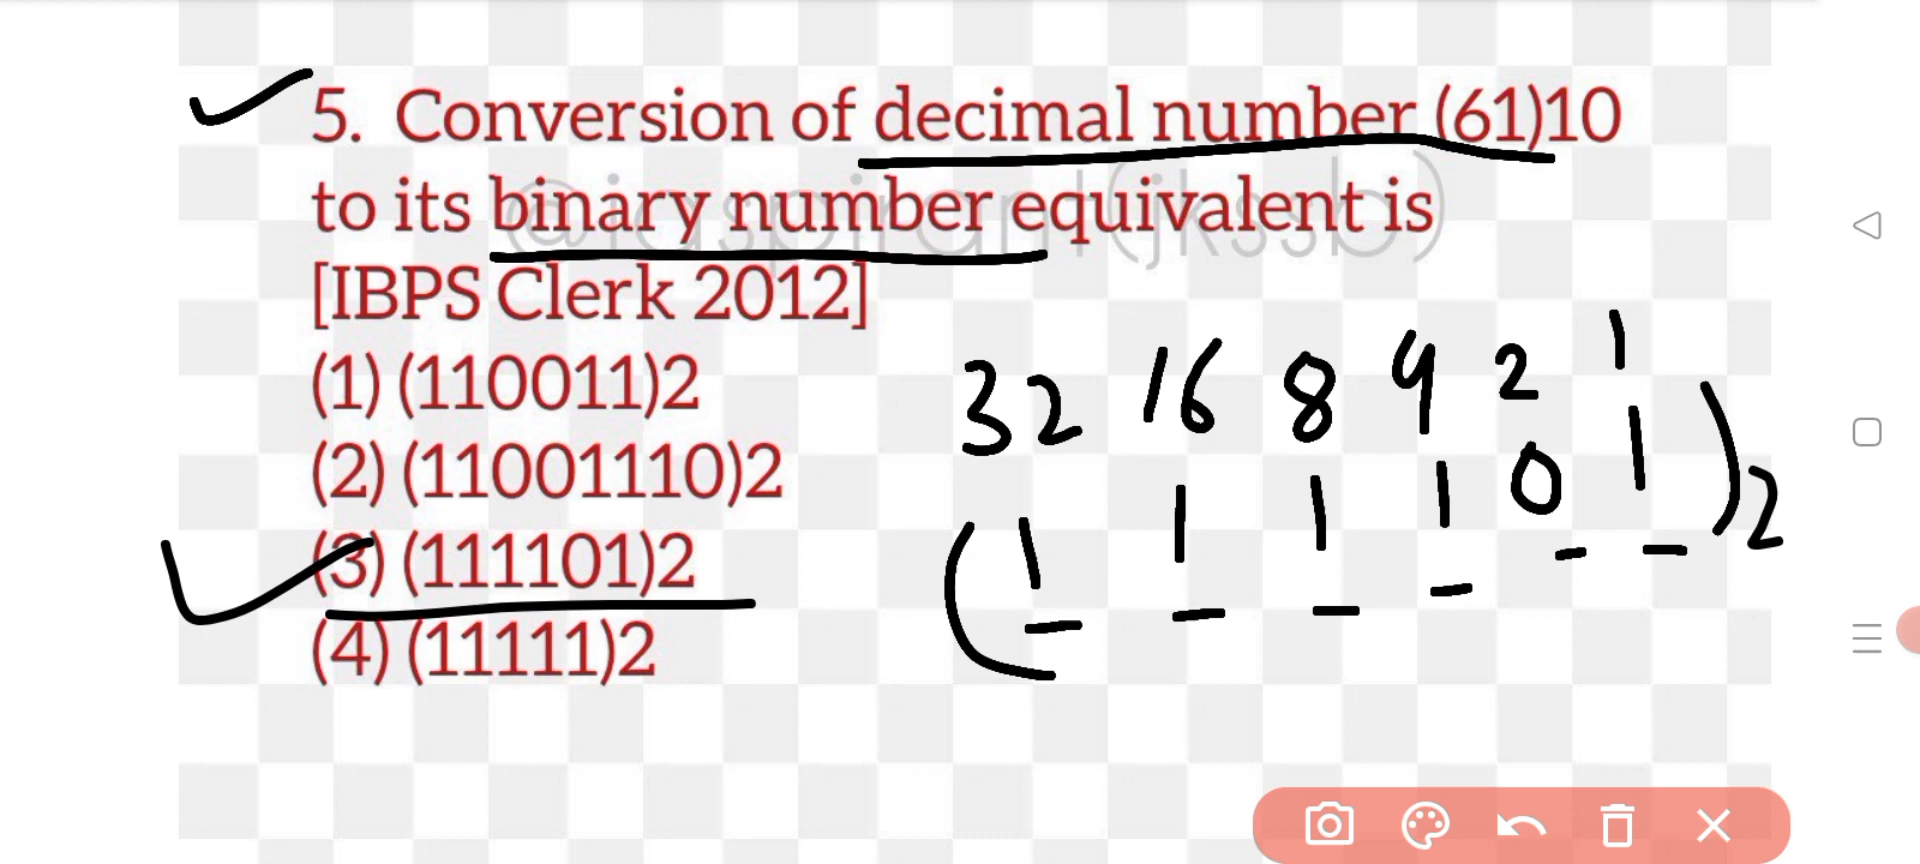 5. Conversion of decimal number (61)10
to its binary number equivalent is
@jaspirant(jkssb)
[IBPS Clerk 2012]
(1) (110011)2
(2) (11001110)2
(3) (111101)2
(4) (11111)2
32 16 8 4 2 1
(1 1 1 1 0 1)2